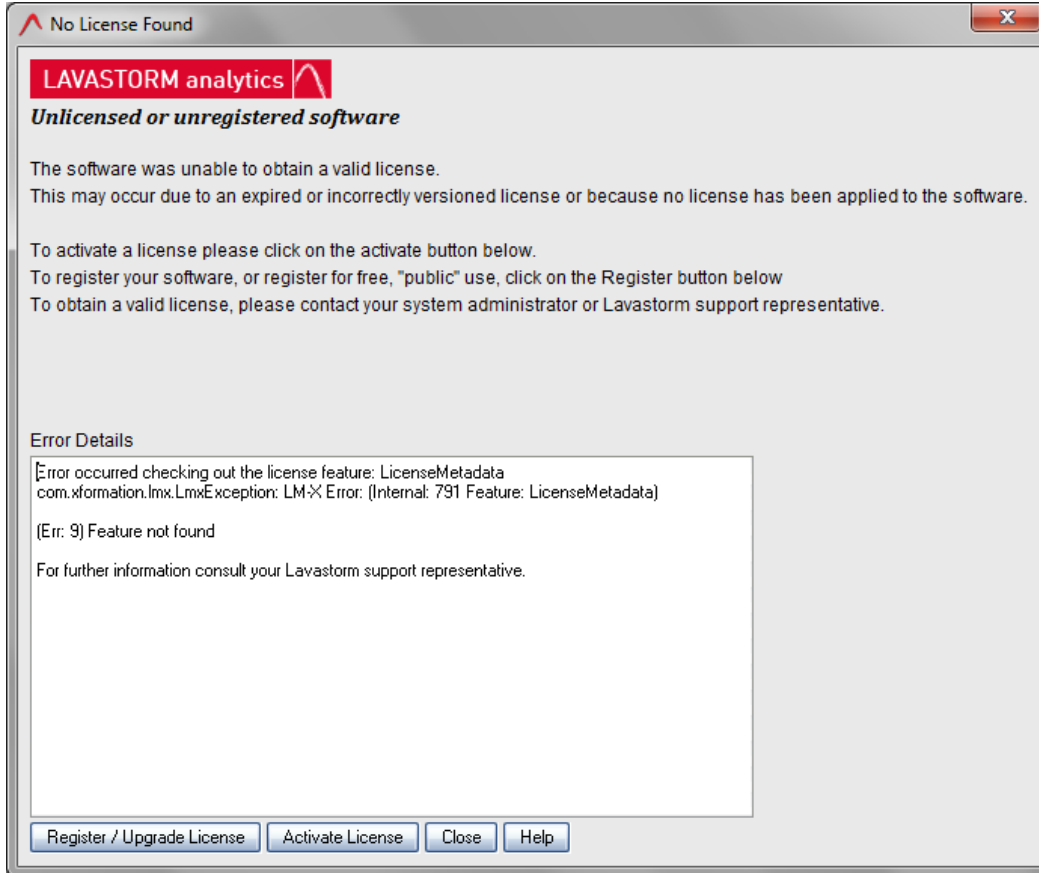 No License Found
LAVASTORM analytics
Unlicensed or unregistered software
The software was unable to obtain a valid license.
This may occur due to an expired or incorrectly versioned license or because no license has been applied to the software.
To activate a license please click on the activate button below.
To register your software, or register for free, "public" use, click on the Register button below
To obtain a valid license, please contact your system administrator or Lavastorm support representative.
Error Details
Error occurred checking out the license feature: LicenseMetadata
com.xformation.lmx.LmxException: LM-X Error: (Internal: 791 Feature: LicenseMetadata)
(Err: 9) Feature not found
For further information consult your Lavastorm support representative.
Register / Upgrade License Activate License Close Help